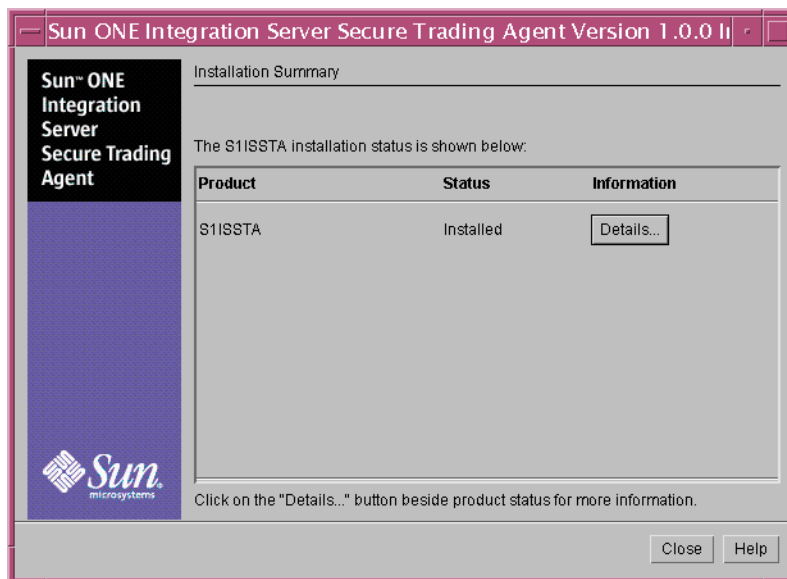 Sun ONE Integration Server Secure Trading Agent Version 1.0.0 I
Sun™ ONE
Integration
Server
Secure Trading
Agent
Installation Summary
The S1ISSTA installation status is shown below:
Product Status Information
S1ISSTA Installed Details...
Click on the "Details..." button beside product status for more information.
Sun.
microsystems
Close Help